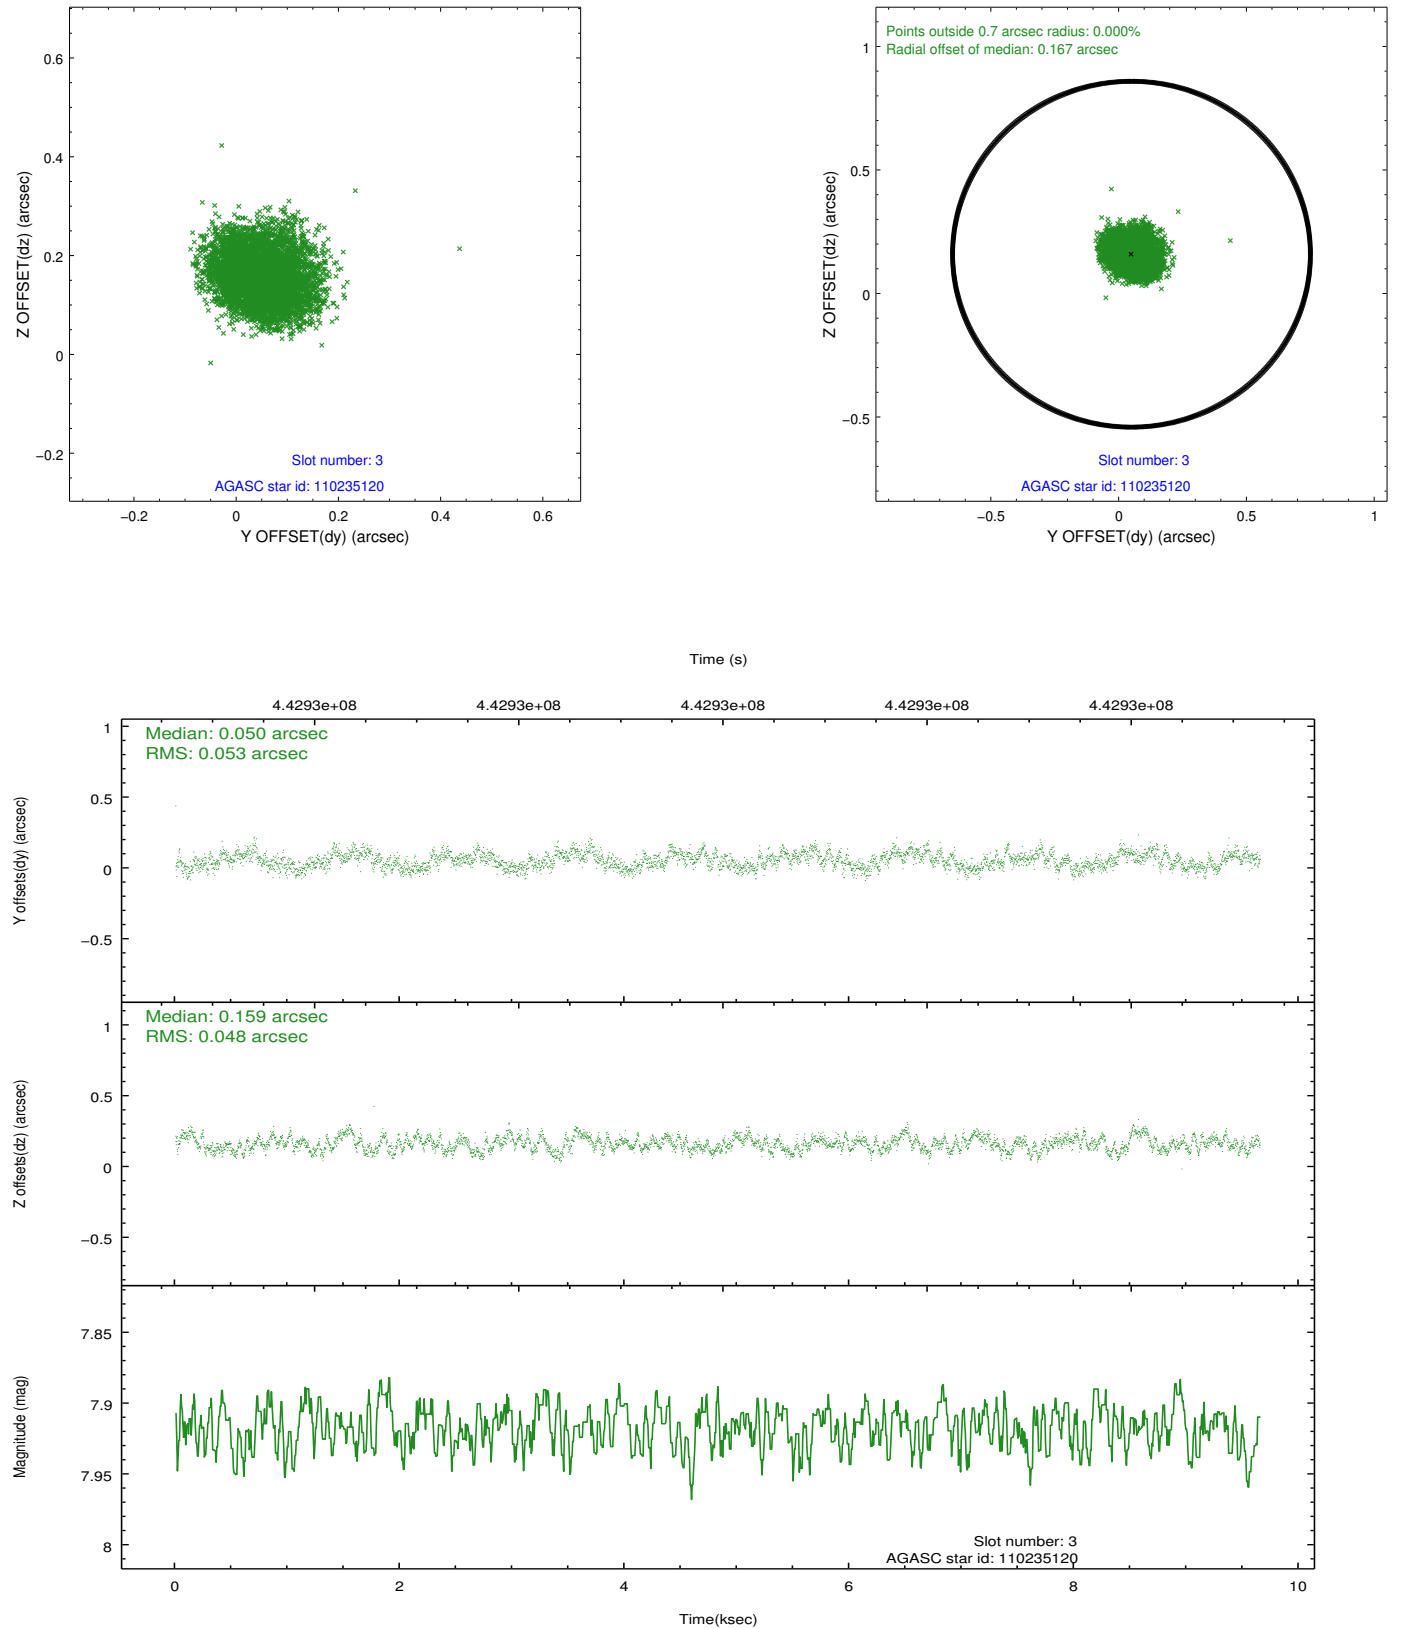 0.6
0.4
0.2
0
−0.2
Z OFFSET(dz) (arcsec)
Slot number: 3
AGASC star id: 110235120
−0.2 0 0.2 0.4 0.6
Y OFFSET(dy) (arcsec)
Points outside 0.7 arcsec radius: 0.000%
Radial offset of median: 0.167 arcsec
1
0.5
0
−0.5
Z OFFSET(dz) (arcsec)
Slot number: 3
AGASC star id: 110235120
−0.5 0 0.5 1
Y OFFSET(dy) (arcsec)
Time (s)
4.4293e+08 4.4293e+08 4.4293e+08 4.4293e+08 4.4293e+08
Median: 0.050 arcsec
RMS: 0.053 arcsec
1
0.5
0
−0.5
Y offsets(dy) (arcsec)
Median: 0.159 arcsec
RMS: 0.048 arcsec
1
0.5
0
−0.5
Z offsets(dz) (arcsec)
7.85
7.9
7.95
8
Magnitude (mag)
Slot number: 3
AGASC star id: 110235120
0 2 4 6 8 10
Time(ksec)